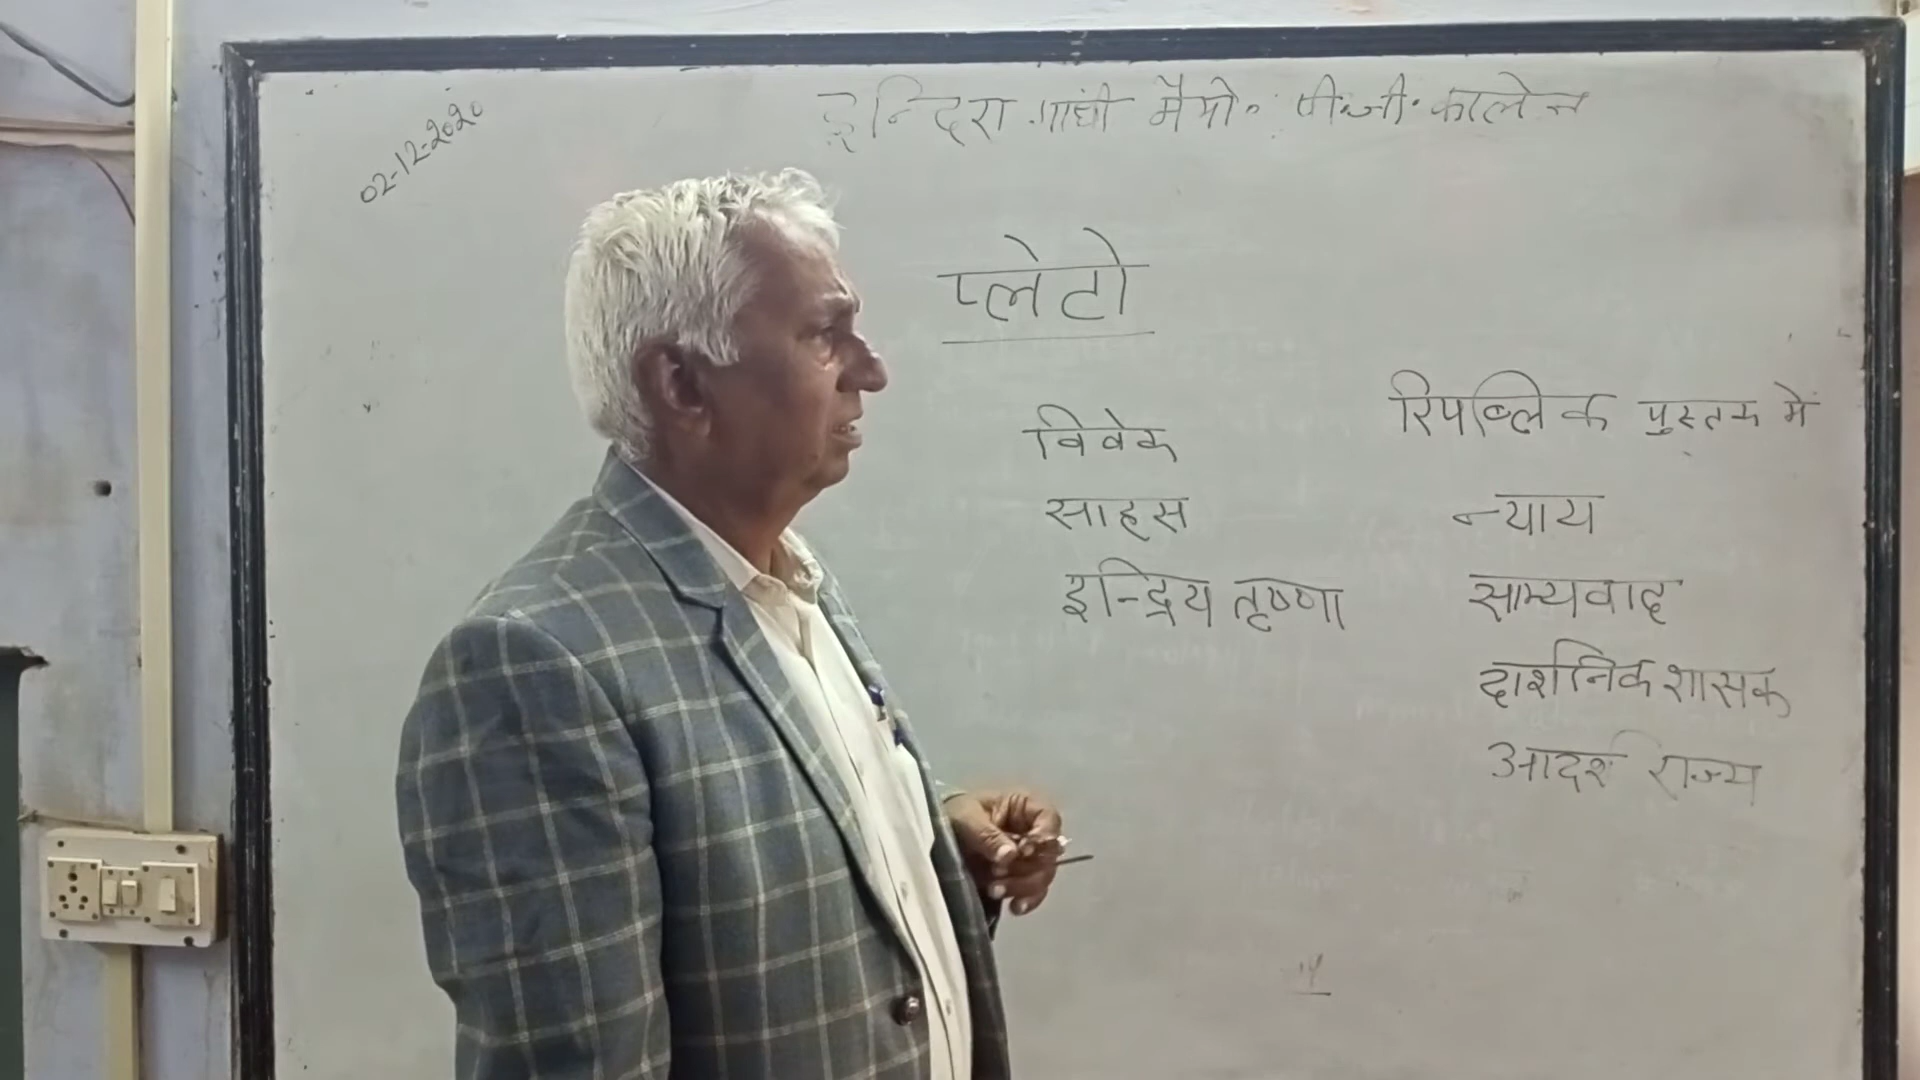 02-12-2020
इन्दिरा गांधी मैमो. पी.जी. कालेज
प्लेटो
विवेक
साहस
इन्द्रिय तृष्णा
रिपब्लिक पुस्तक में
न्याय
साम्यवाद
दार्शनिक शासक
आदर्श राज्य